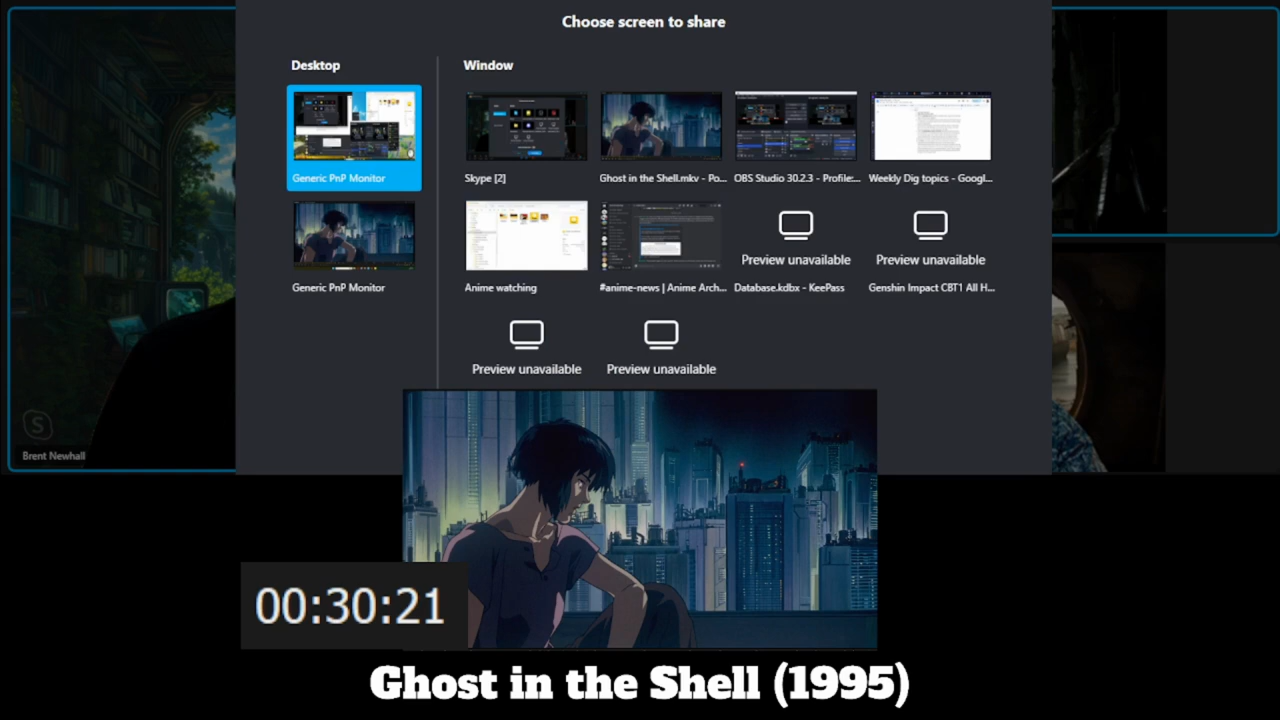 Choose screen to share
Desktop
Window
Generic PnP Monitor
Skype [2]
Ghost in the Shell.mkv - Po...
OBS Studio 30.2.3 - Profile:...
Weekly Dig topics - Googl...
Generic PnP Monitor
Anime watching
#anime-news | Anime Arch...
Preview unavailable
Database.kdbx - KeePass
Preview unavailable
Genshin Impact CBT1 All H...
Preview unavailable
Preview unavailable
S
Brent Newhall
00:30:21
Ghost in the Shell (1995)